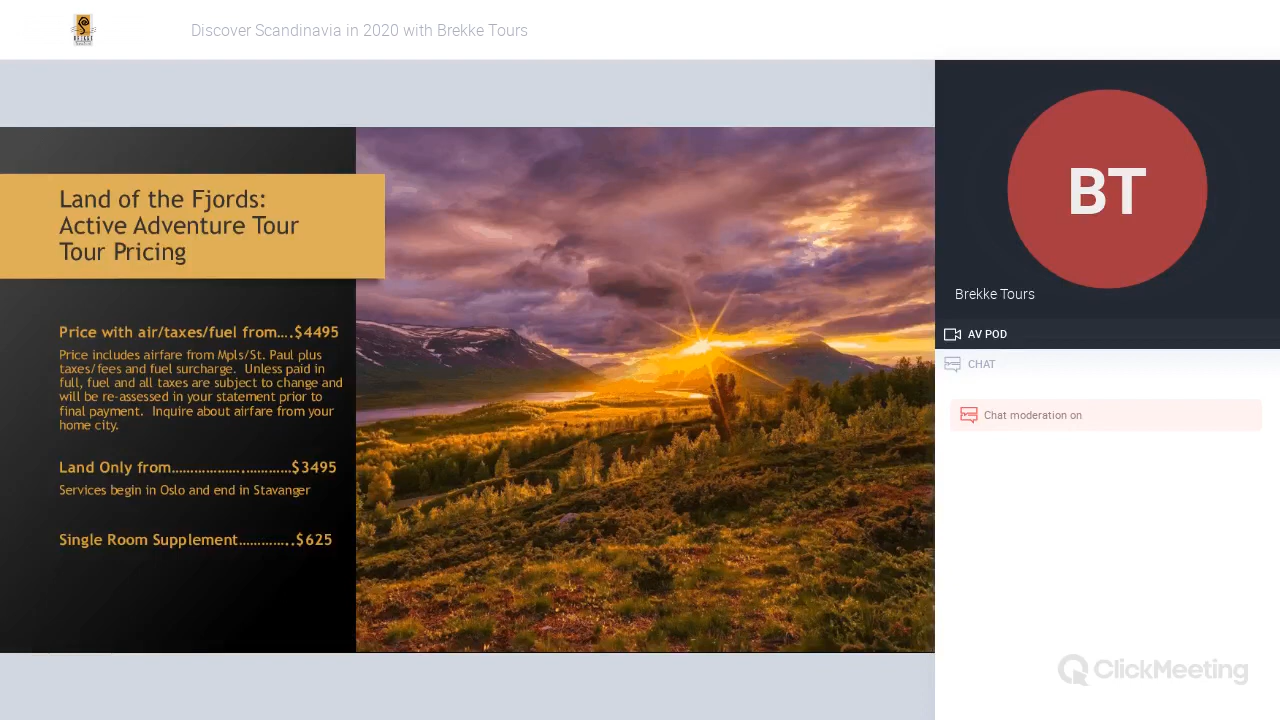 BREKKE
Discover Scandinavia in 2020 with Brekke Tours
Land of the Fjords:
Active Adventure Tour
Tour Pricing
Price with air/taxes/fuel from....$4495
Price includes airfare from Mpls/St. Paul plus
taxes/fees and fuel surcharge.  Unless paid in
full, fuel and all taxes are subject to change and
will be re-assessed in your statement prior to
final payment.  Inquire about airfare from your
home city.
Land Only from……………….…………$3495
Services begin in Oslo and end in Stavanger
Single Room Supplement…………..$625
BT
Brekke Tours
AV POD
CHAT
Chat moderation on
ClickMeeting